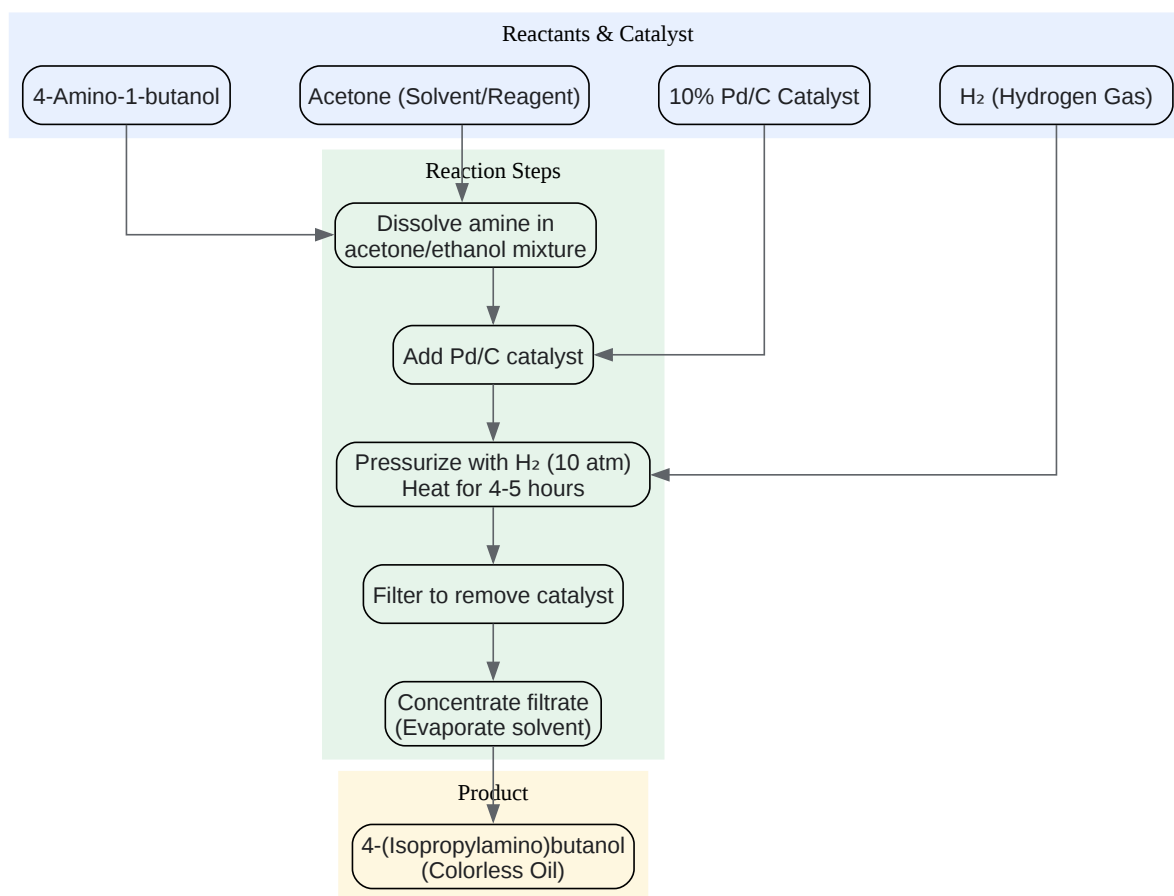 Reactants & Catalyst
4-Amino-1-butanol
Acetone (Solvent/Reagent)
10% Pd/C Catalyst
H₂ (Hydrogen Gas)
Reaction Steps
Dissolve amine in
acetone/ethanol mixture
Add Pd/C catalyst
Pressurize with H₂ (10 atm)
Heat for 4-5 hours
Filter to remove catalyst
Concentrate filtrate
(Evaporate solvent)
Product
4-(Isopropylamino)butanol
(Colorless Oil)